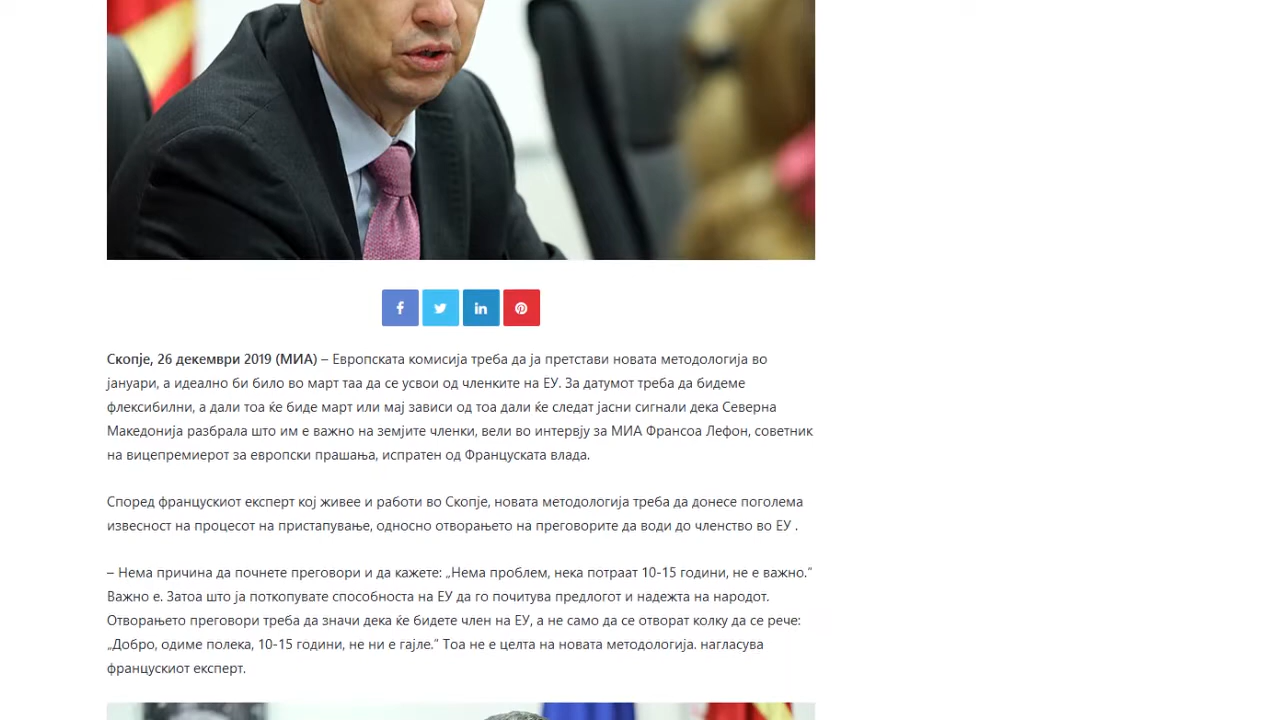 Скопје, 26 декември 2019 (МИА) – Европската комисија треба да ја претстави новата методологија во
јануари, а идеално би било во март таа да се усвои од членките на ЕУ. За датумот треба да бидеме
флексибилни, а дали тоа ќе биде март или мај зависи од тоа дали ќе следат јасни сигнали дека Северна
Македонија разбрала што им е важно на земјите членки, вели во интервју за МИА Франсоа Лефон, советник
на вицепремиерот за европски прашања, испратен од Француската влада.
Според францускиот експерт кој живее и работи во Скопје, новата методологија треба да донесе поголема
извесност на процесот на пристапување, односно отворањето на преговорите да води до членство во ЕУ .
– Нема причина да почнете преговори и да кажете: „Нема проблем, нека потраат 10-15 години, не е важно.“
Важно е. Затоа што ја поткопувате способноста на ЕУ да го почитува предлогот и надежта на народот.
Отворањето преговори треба да значи дека ќе бидете член на ЕУ, а не само да се отворат колку да се рече:
„Добро, одиме полека, 10-15 години, не ни е гајле.“ Тоа не е целта на новата методологија. нагласува
францускиот експерт.